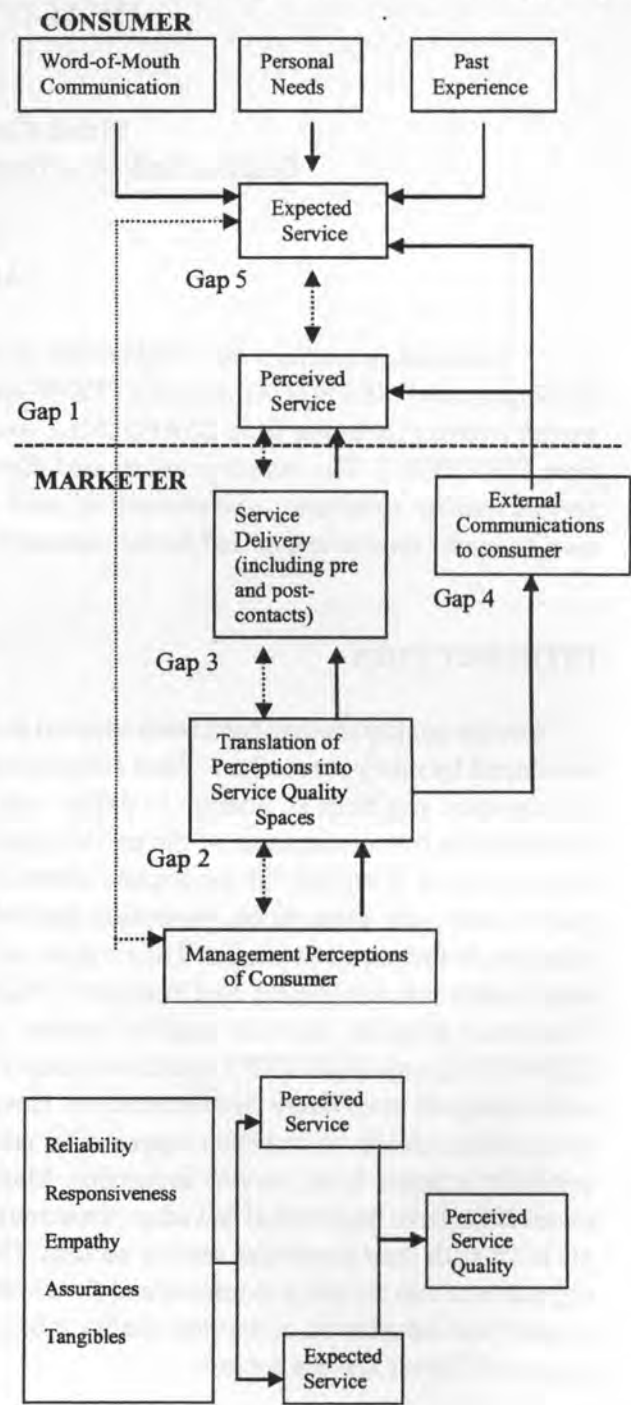 CONSUMER
Word-of-Mouth
Communication
Personal
Needs
Past
Experience
Expected
Service
Gap 5
Perceived
Service
Gap 1
MARKETER
Service
Delivery
(including pre
and post-
contacts)
External
Communications
to consumer
Gap 4
Gap 3
Translation of
Perceptions into
Service Quality
Spaces
Gap 2
Management Perceptions
of Consumer
Reliability
Responsiveness
Empathy
Assurances
Tangibles
Perceived
Service
Perceived
Service
Quality
Expected
Service